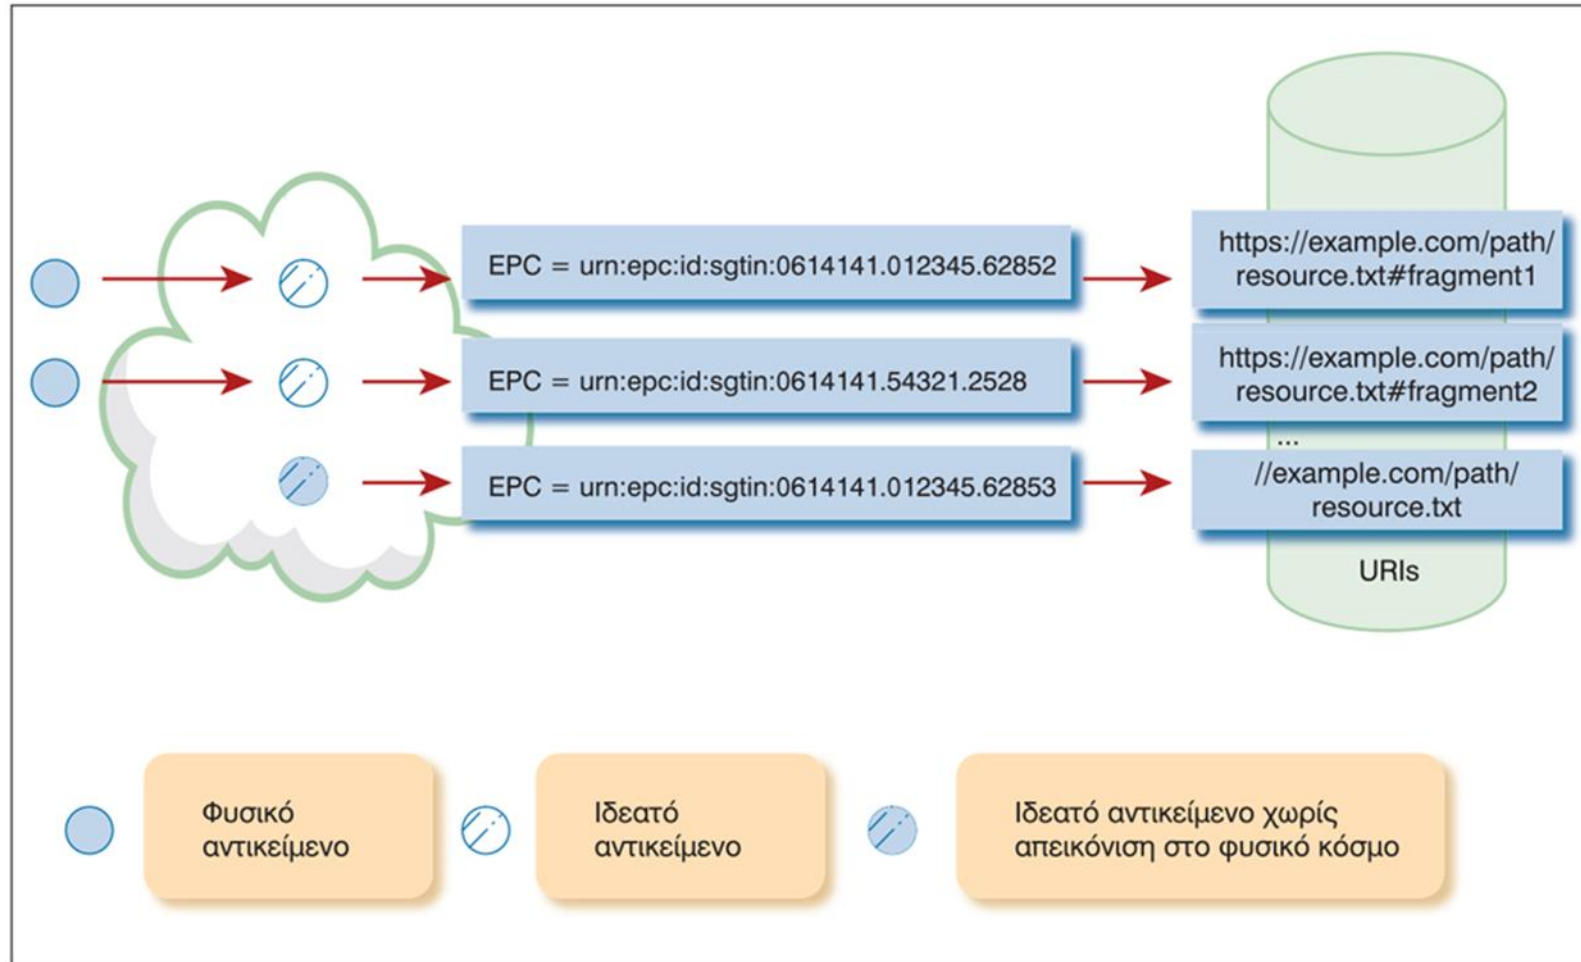 EPC = urn:epc:id:sgtin:0614141.012345.62852
https://example.com/path/
resource.txt#fragment1
EPC = urn:epc:id:sgtin:0614141.54321.2528
https://example.com/path/
resource.txt#fragment2
...
EPC = urn:epc:id:sgtin:0614141.012345.62853
//example.com/path/
resource.txt
URIs
Φυσικό
αντικείμενο
Ιδεατό
αντικείμενο
Ιδεατό αντικείμενο χωρίς
απεικόνιση στο φυσικό κόσμο